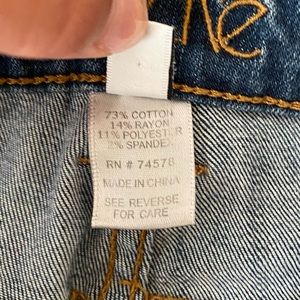 73% COTTON
14% RAYON
11% POLYESTER
2% SPANDEX
RN # 74578
MADE IN CHINA
SEE REVERSE
FOR CARE